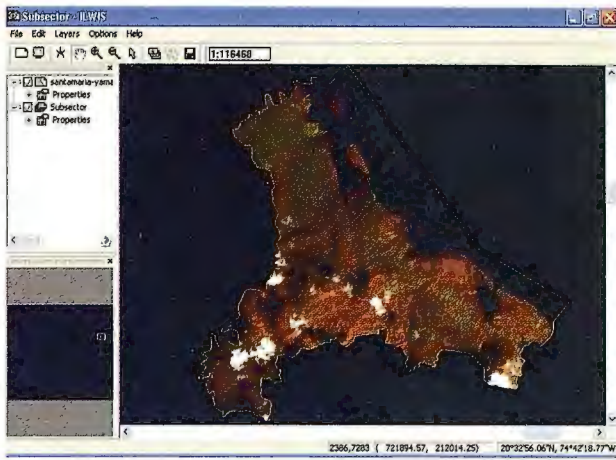 Subsector - ILWIS
File Edit Layers Options Help
1:116468
santamaria-yama
Properties
Subsector
Properties
2386,7283 ( 721894.57, 212014.25) 20°32'56.06"N, 74°42'18.77"W